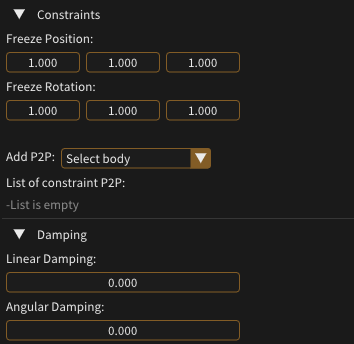 Constraints
Freeze Position:
1.000 1.000 1.000
Freeze Rotation:
1.000 1.000 1.000
Add P2P: Select body
List of constraint P2P:
-List is empty
Damping
Linear Damping:
0.000
Angular Damping:
0.000